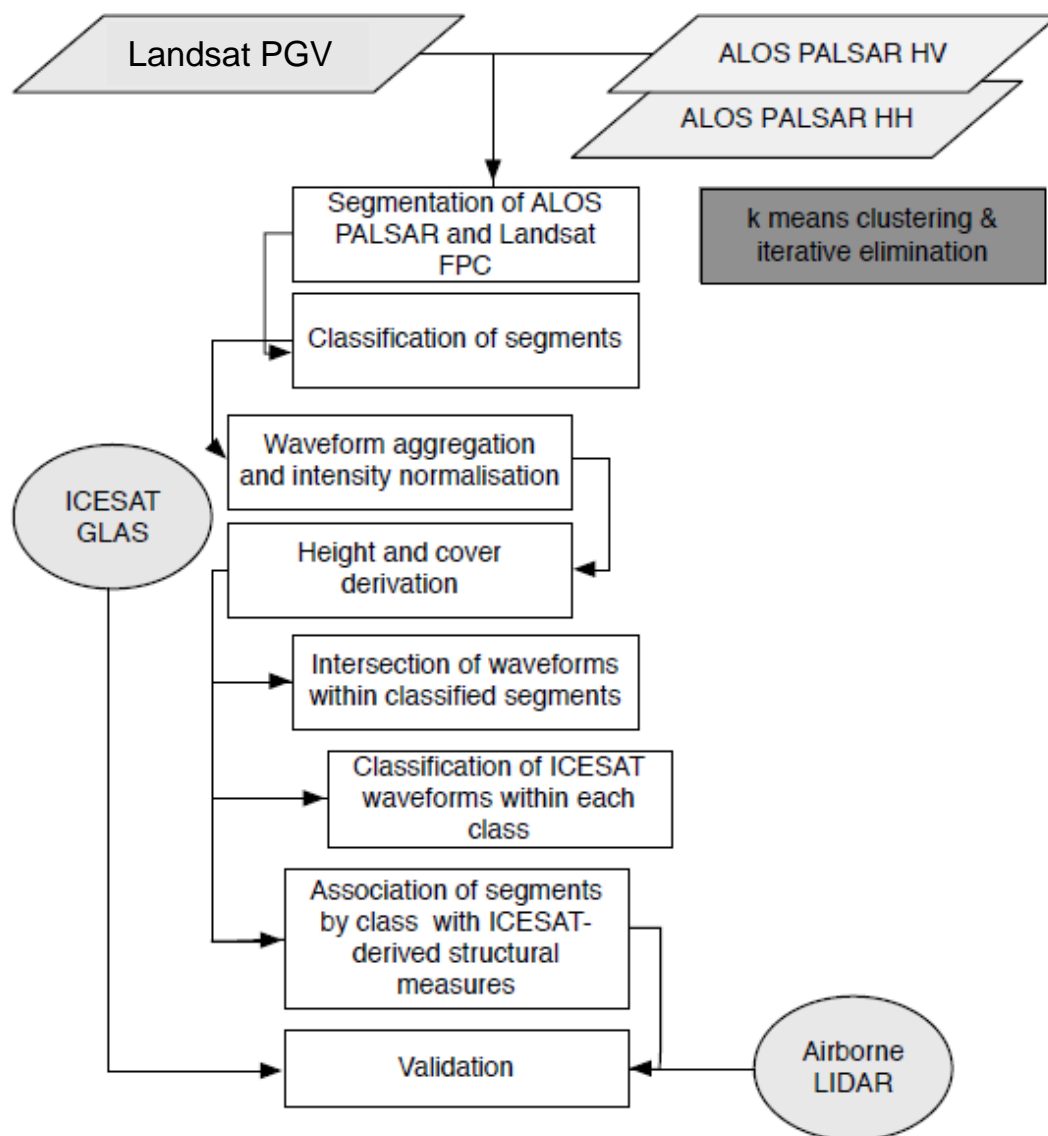 Landsat PGV
ALOS PALSAR HV
ALOS PALSAR HH
Segmentation of ALOS
PALSAR and Landsat
FPC
k means clustering &
iterative elimination
Classification of segments
Waveform aggregation
and intensity normalisation
ICESAT
GLAS
Height and cover
derivation
Intersection of waveforms
within classified segments
Classification of ICESAT
waveforms within each
class
Association of segments
by class with ICESAT-
derived structural
measures
Validation
Airborne
LIDAR